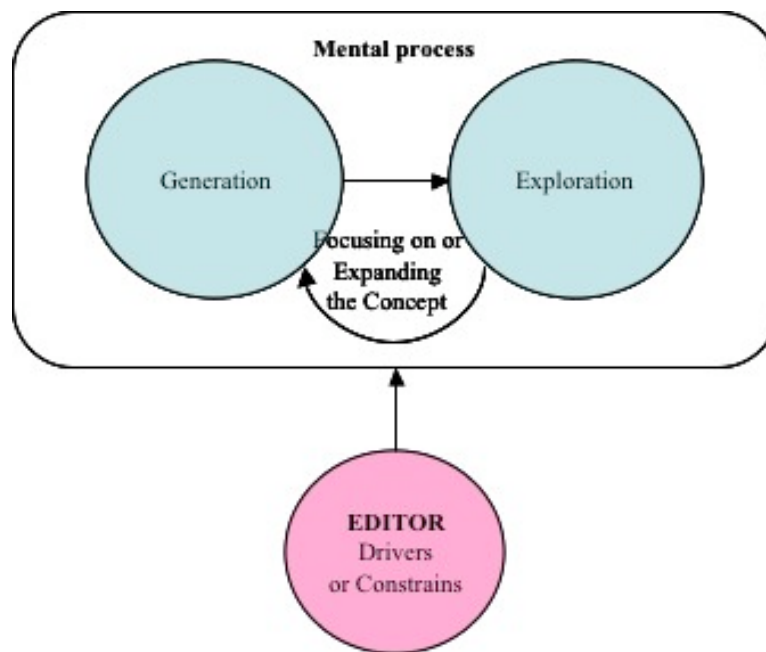 Mental process
Generation
Exploration
Focusing on or
Expanding
the Concept
EDITOR
Drivers
or Constrains